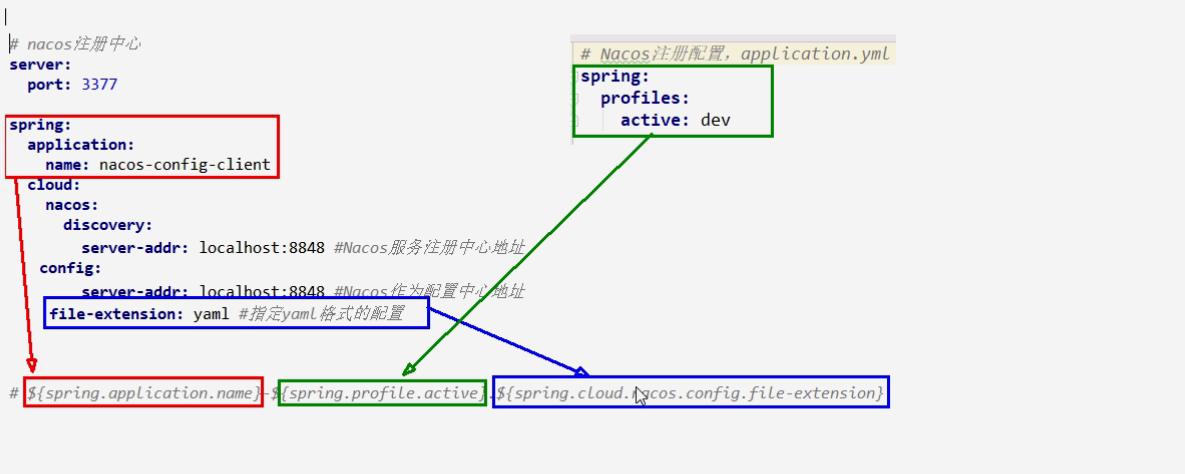 # nacos注册中心
server:
port: 3377
spring:
application:
name: nacos-config-client
cloud:
nacos:
discovery:
server-addr: localhost:8848 #Nacos服务注册中心地址
config:
server-addr: localhost:8848 #Nacos作为配置中心地址
file-extension: yaml #指定yaml格式的配置
# Nacos注册配置，application.yml
spring:
profiles:
active: dev
# ${spring.application.name}-${spring.profile.active}.${spring.cloud.nacos.config.file-extension}